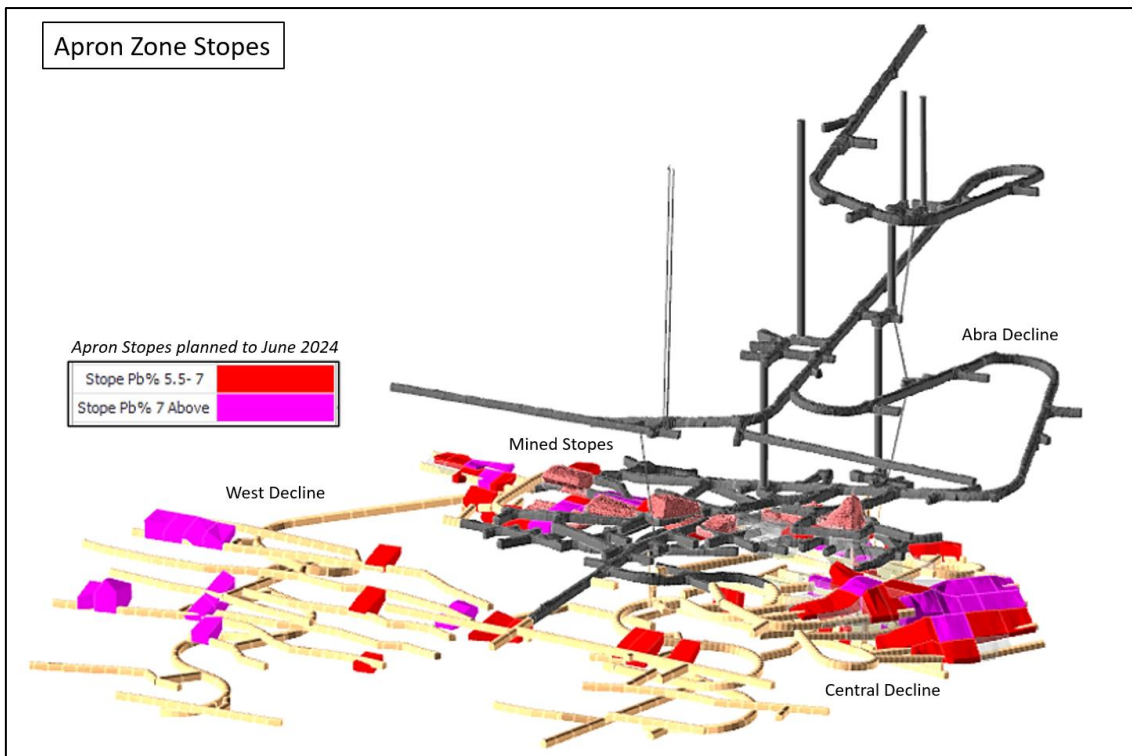 Apron Zone Stopes
Abra Decline
Apron Stopes planned to June 2024
Stope Pb% 5.5- 7
Stope Pb% 7 Above
Mined Stopes
West Decline
Central Decline